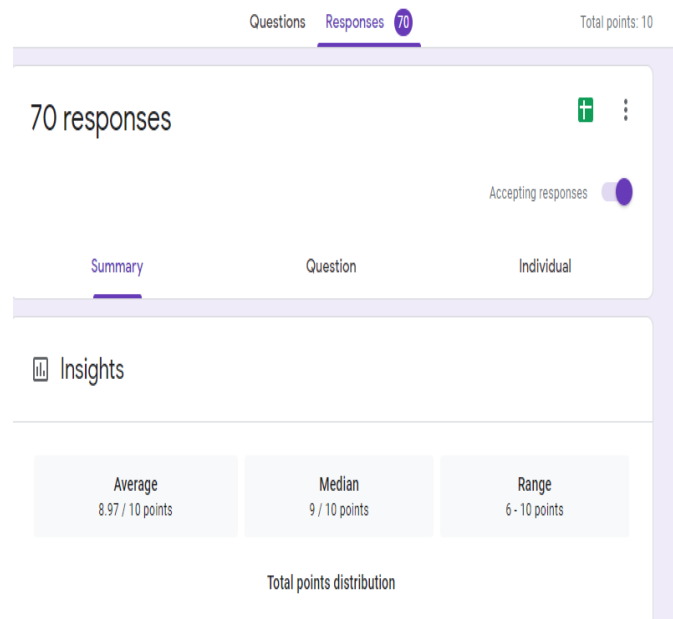 Questions Responses 70 Total points: 10
70 responses
Accepting responses
Summary Question Individual
Insights
Average Median Range
8.97 / 10 points 9 / 10 points 6 - 10 points
Total points distribution